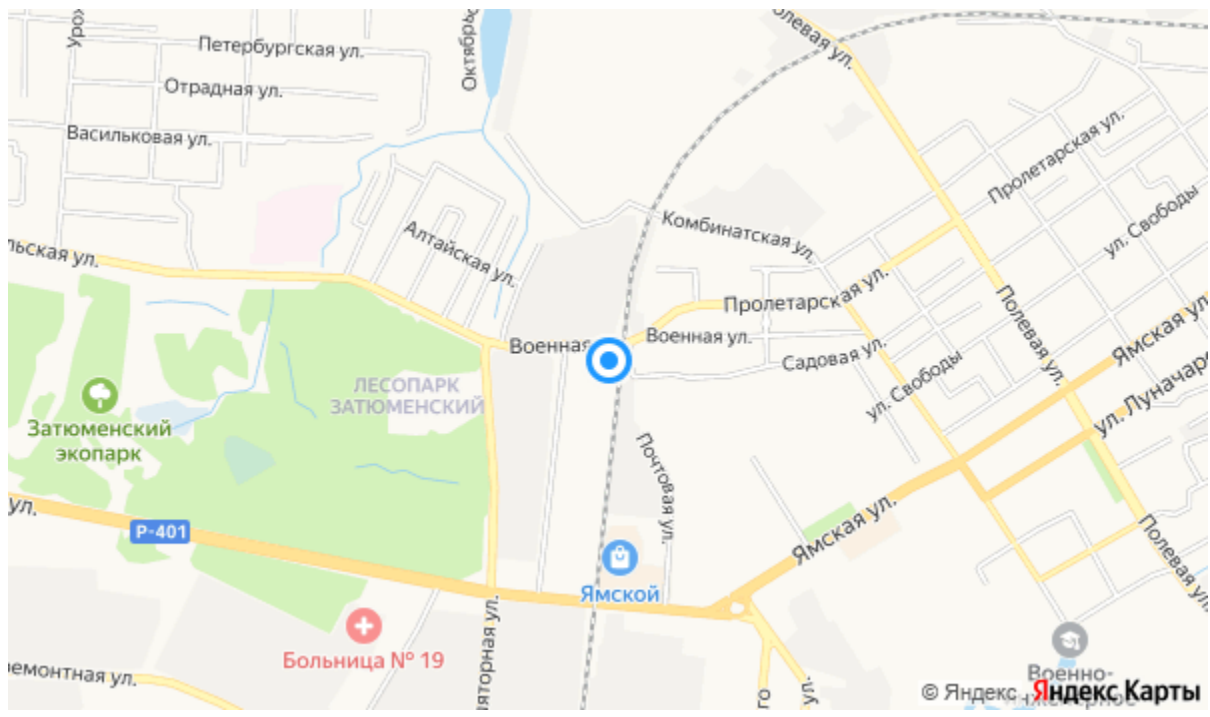 Петербургская ул.
Отрадная ул.
Васильковая ул.
Алтайская ул.
Полевая ул.
Пролетарская ул.
ул. Свободы
Комбинатская ул.
Пролетарская ул.
Полевая ул.
Ямская ул.
Военная
Военная ул.
Садовая ул.
ул. Свободы
ЛЕСОПАРК
ЗАТЮМЕНСКИЙ
Затюменский
экопарк
Почтовая ул.
ул.
Р-401
Ямская ул.
Полевая ул.
Ямской
Больница № 19
ул.
Военно-
© Яндекс Яндекс Карты